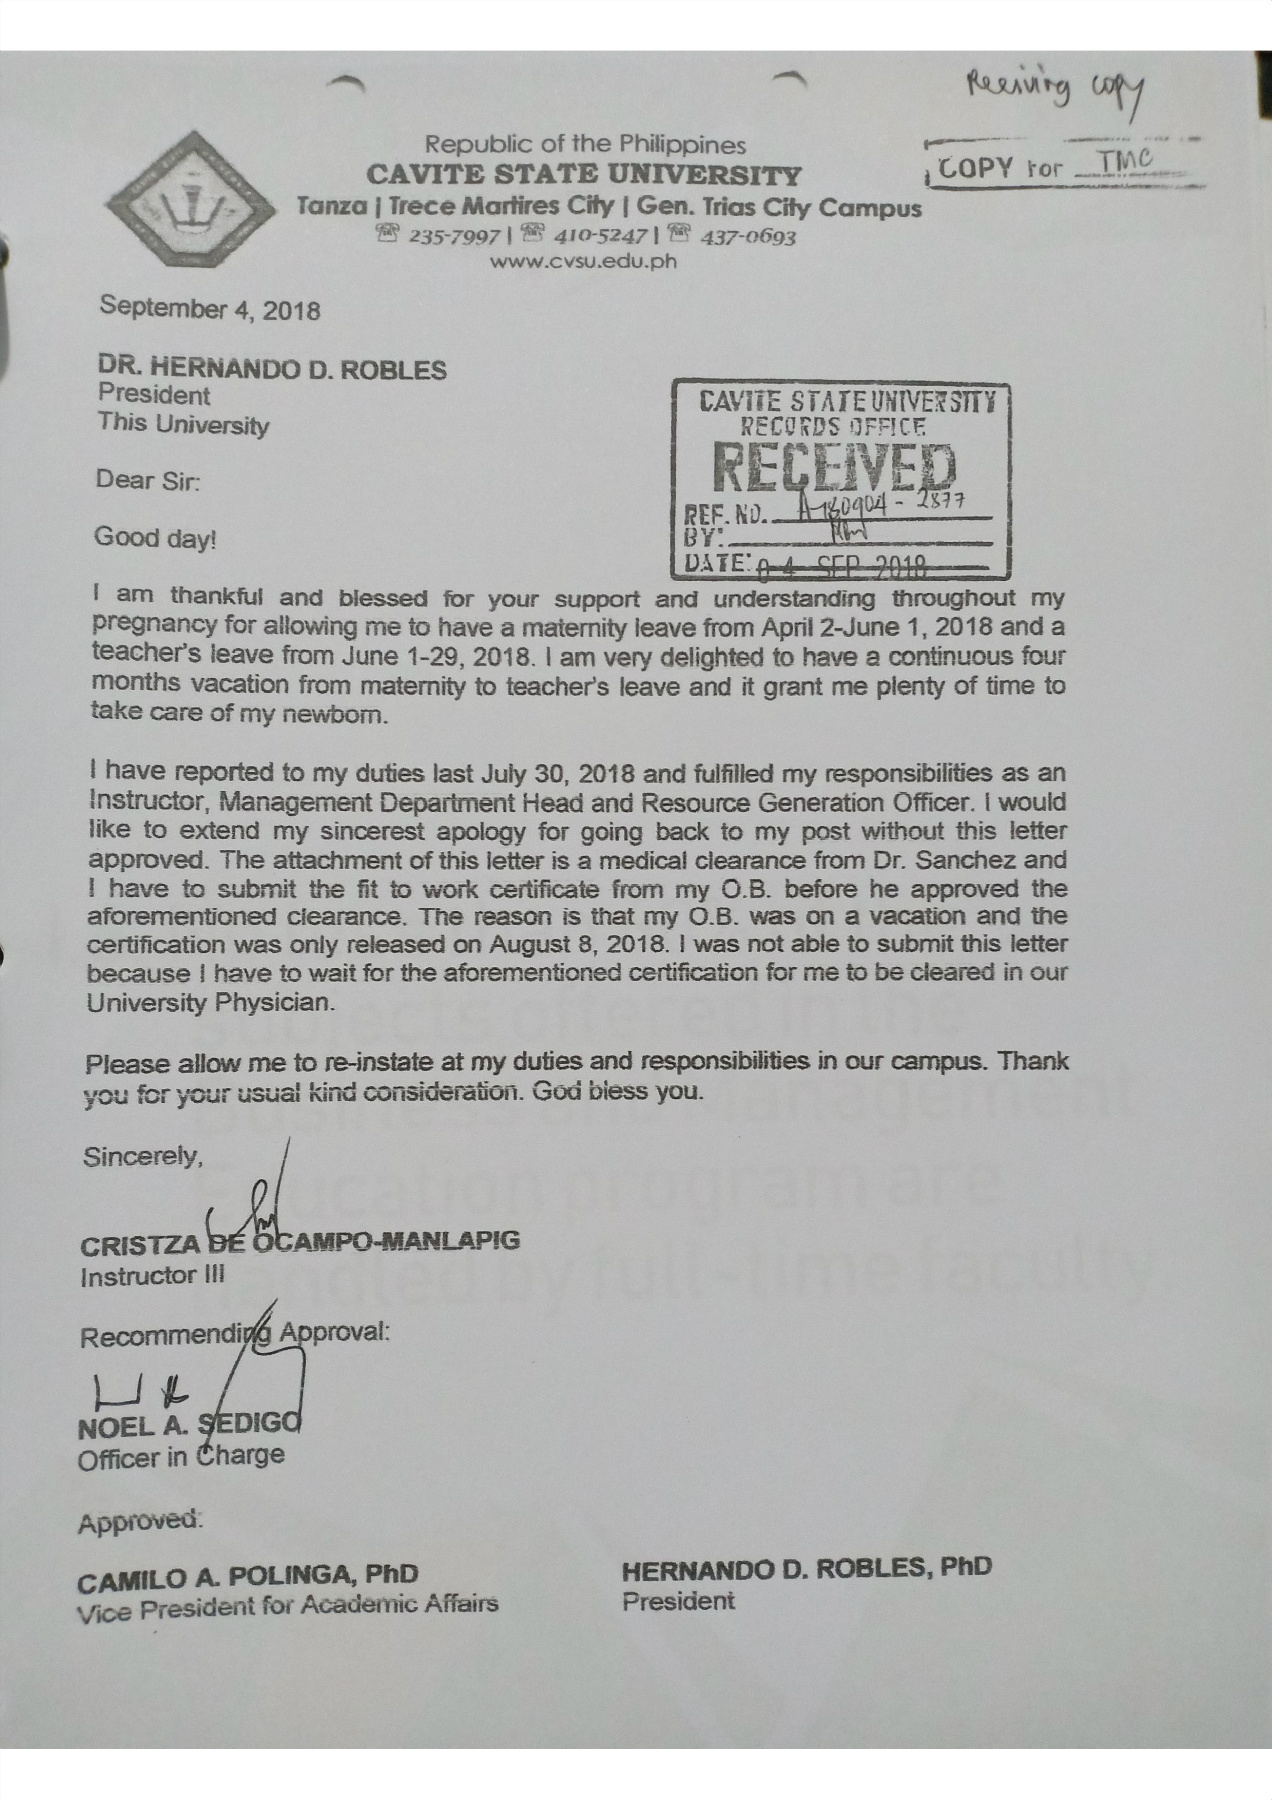 Receiving copy
COPY for TMC
Republic of the Philippines
CAVITE STATE UNIVERSITY
Tanza | Trece Martires City | Gen. Trias City Campus
☏ 235-7997 | ☏ 410-5247 | ☏ 437-0693
www.cvsu.edu.ph
September 4, 2018
DR. HERNANDO D. ROBLES
President
This University
CAVITE STATE UNIVERSITY
RECORDS OFFICE
RECEIVED
REF. NO. A-180904-2877
BY:
DATE: 04 SEP 2018
Dear Sir:
Good day!
I am thankful and blessed for your support and understanding throughout my
pregnancy for allowing me to have a maternity leave from April 2-June 1, 2018 and a
teacher's leave from June 1-29, 2018. I am very delighted to have a continuous four
months vacation from maternity to teacher's leave and it grant me plenty of time to
take care of my newborn.
I have reported to my duties last July 30, 2018 and fulfilled my responsibilities as an
Instructor, Management Department Head and Resource Generation Officer. I would
like to extend my sincerest apology for going back to my post without this letter
approved. The attachment of this letter is a medical clearance from Dr. Sanchez and
I have to submit the fit to work certificate from my O.B. before he approved the
aforementioned clearance. The reason is that my O.B. was on a vacation and the
certification was only released on August 8, 2018. I was not able to submit this letter
because I have to wait for the aforementioned certification for me to be cleared in our
University Physician.
Please allow me to re-instate at my duties and responsibilities in our campus. Thank
you for your usual kind consideration. God bless you.
Sincerely,
CRISTZA DE OCAMPO-MANLAPIG
Instructor III
Recommending Approval:
NOEL A. SEDIGO
Officer in Charge
Approved:
CAMILO A. POLINGA, PhD
Vice President for Academic Affairs
HERNANDO D. ROBLES, PhD
President